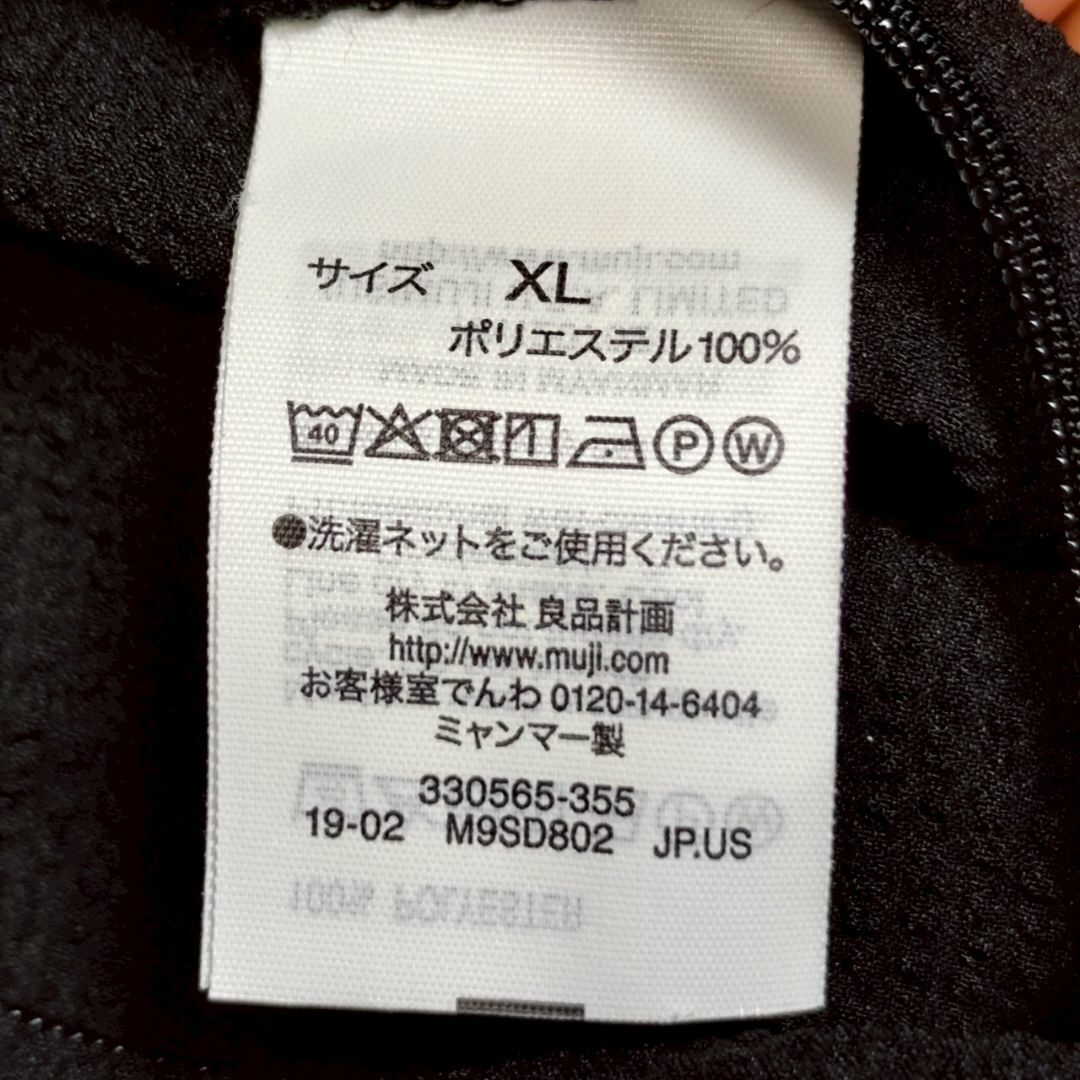 サイズ XL
ポリエステル100%
40 P W
●洗濯ネットをご使用ください。
株式会社 良品計画
http://www.muji.com
お客様室でんわ 0120-14-6404
ミャンマー製
330565-355
19-02 M9SD802 JP.US
100% POLYESTER